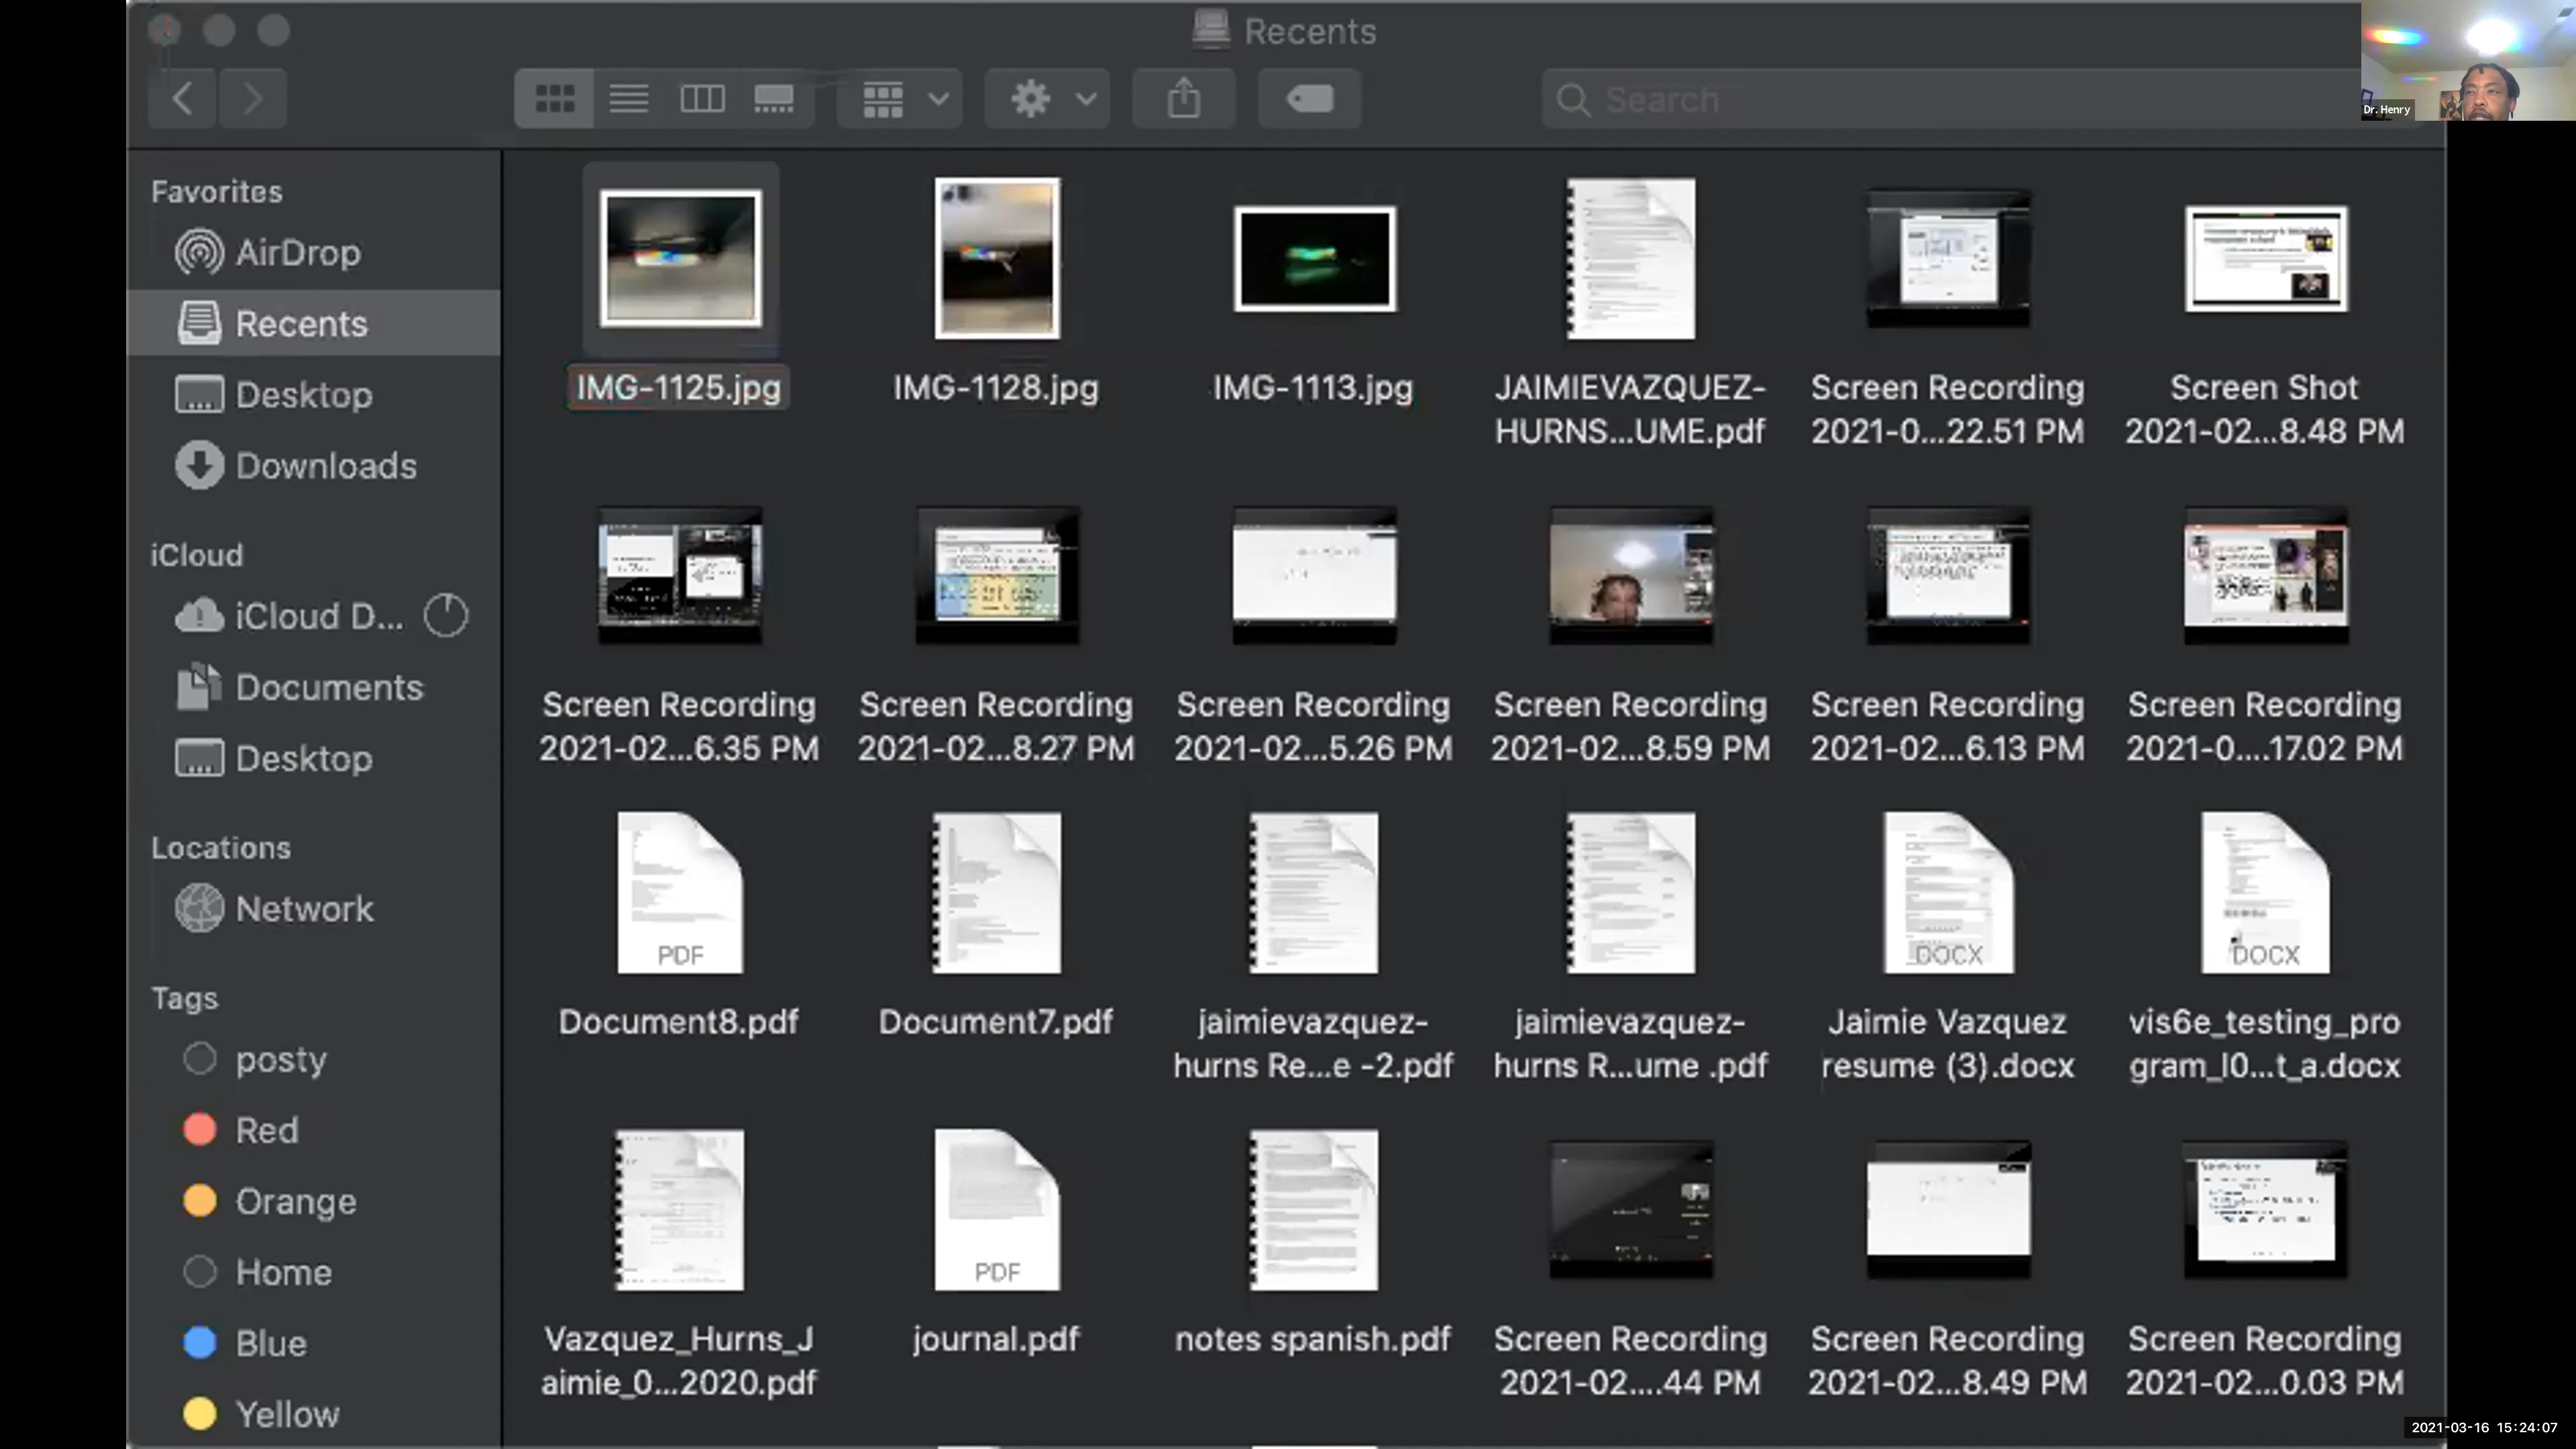 Recents
Search
Dr. Henry
Favorites
AirDrop
Recents
Desktop
Downloads
iCloud
iCloud D...
Documents
Desktop
Locations
Network
Tags
posty
Red
Orange
Home
Blue
Yellow
IMG-1125.jpg
IMG-1128.jpg
IMG-1113.jpg
JAIMIEVAZQUEZ-
HURNS...UME.pdf
Screen Recording
2021-0...22.51 PM
Screen Shot
2021-02...8.48 PM
Screen Recording
2021-02...6.35 PM
Screen Recording
2021-02...8.27 PM
Screen Recording
2021-02...5.26 PM
Screen Recording
2021-02...8.59 PM
Screen Recording
2021-02...6.13 PM
Screen Recording
2021-0....17.02 PM
PDF
Document8.pdf
Document7.pdf
jaimievazquez-
hurns Re...e -2.pdf
jaimievazquez-
hurns R...ume .pdf
DOCX
Jaimie Vazquez
resume (3).docx
DOCX
vis6e_testing_pro
gram_l0...t_a.docx
Vazquez_Hurns_J
aimie_0...2020.pdf
PDF
journal.pdf
notes spanish.pdf
Screen Recording
2021-02....44 PM
Screen Recording
2021-02...8.49 PM
Screen Recording
2021-02...0.03 PM
2021-03-16 15:24:07